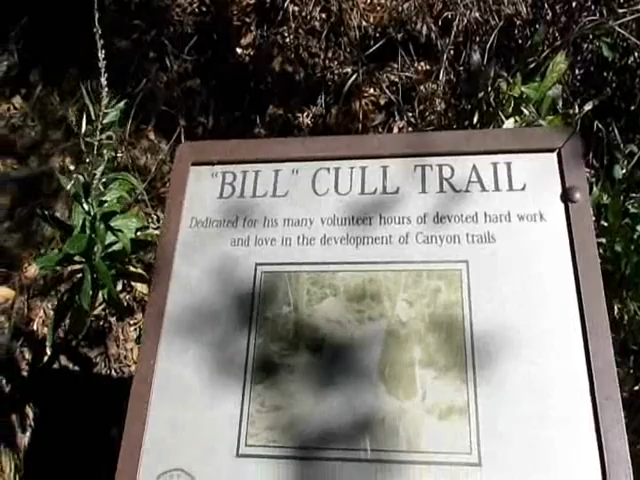 "BILL" CULL TRAIL
Dedicated for his many volunteer hours of devoted hard work
and love in the development of Canyon trails